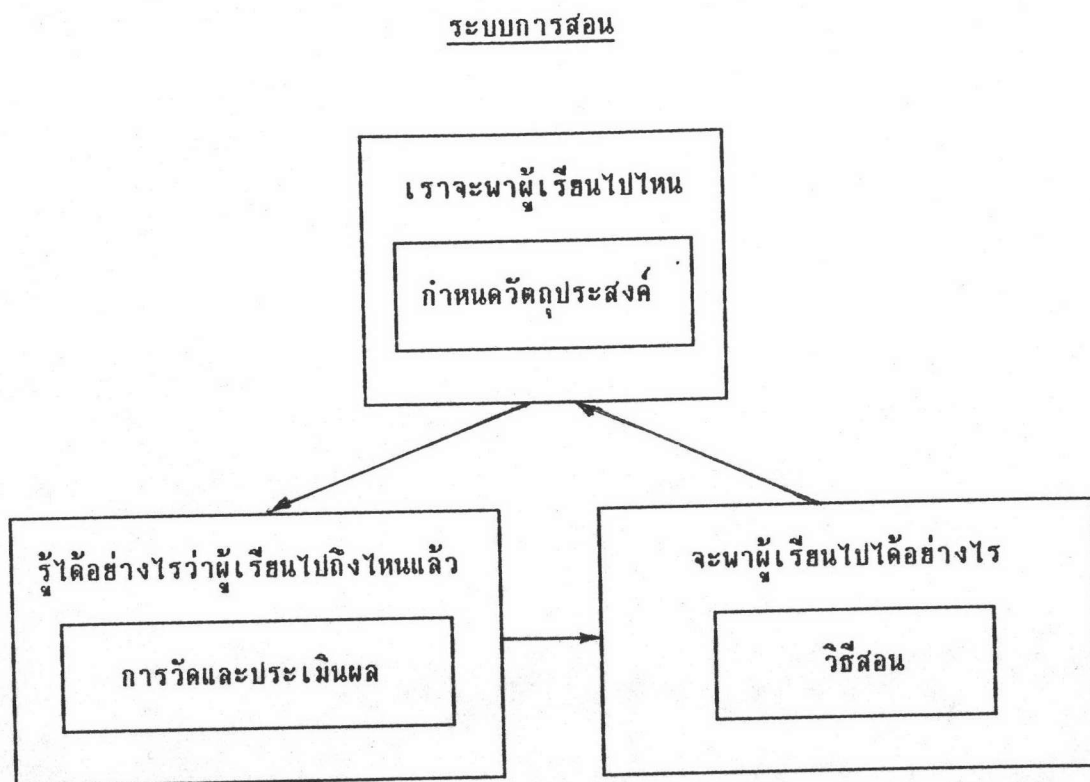 ระบบการสอน
เราจะพาผู้เรียนไปไหน
กำหนดวัตถุประสงค์
รู้ได้อย่างไรว่าผู้เรียนไปถึงไหนแล้ว
การวัดและประเมินผล
จะพาผู้เรียนไปได้อย่างไร
วิธีสอน